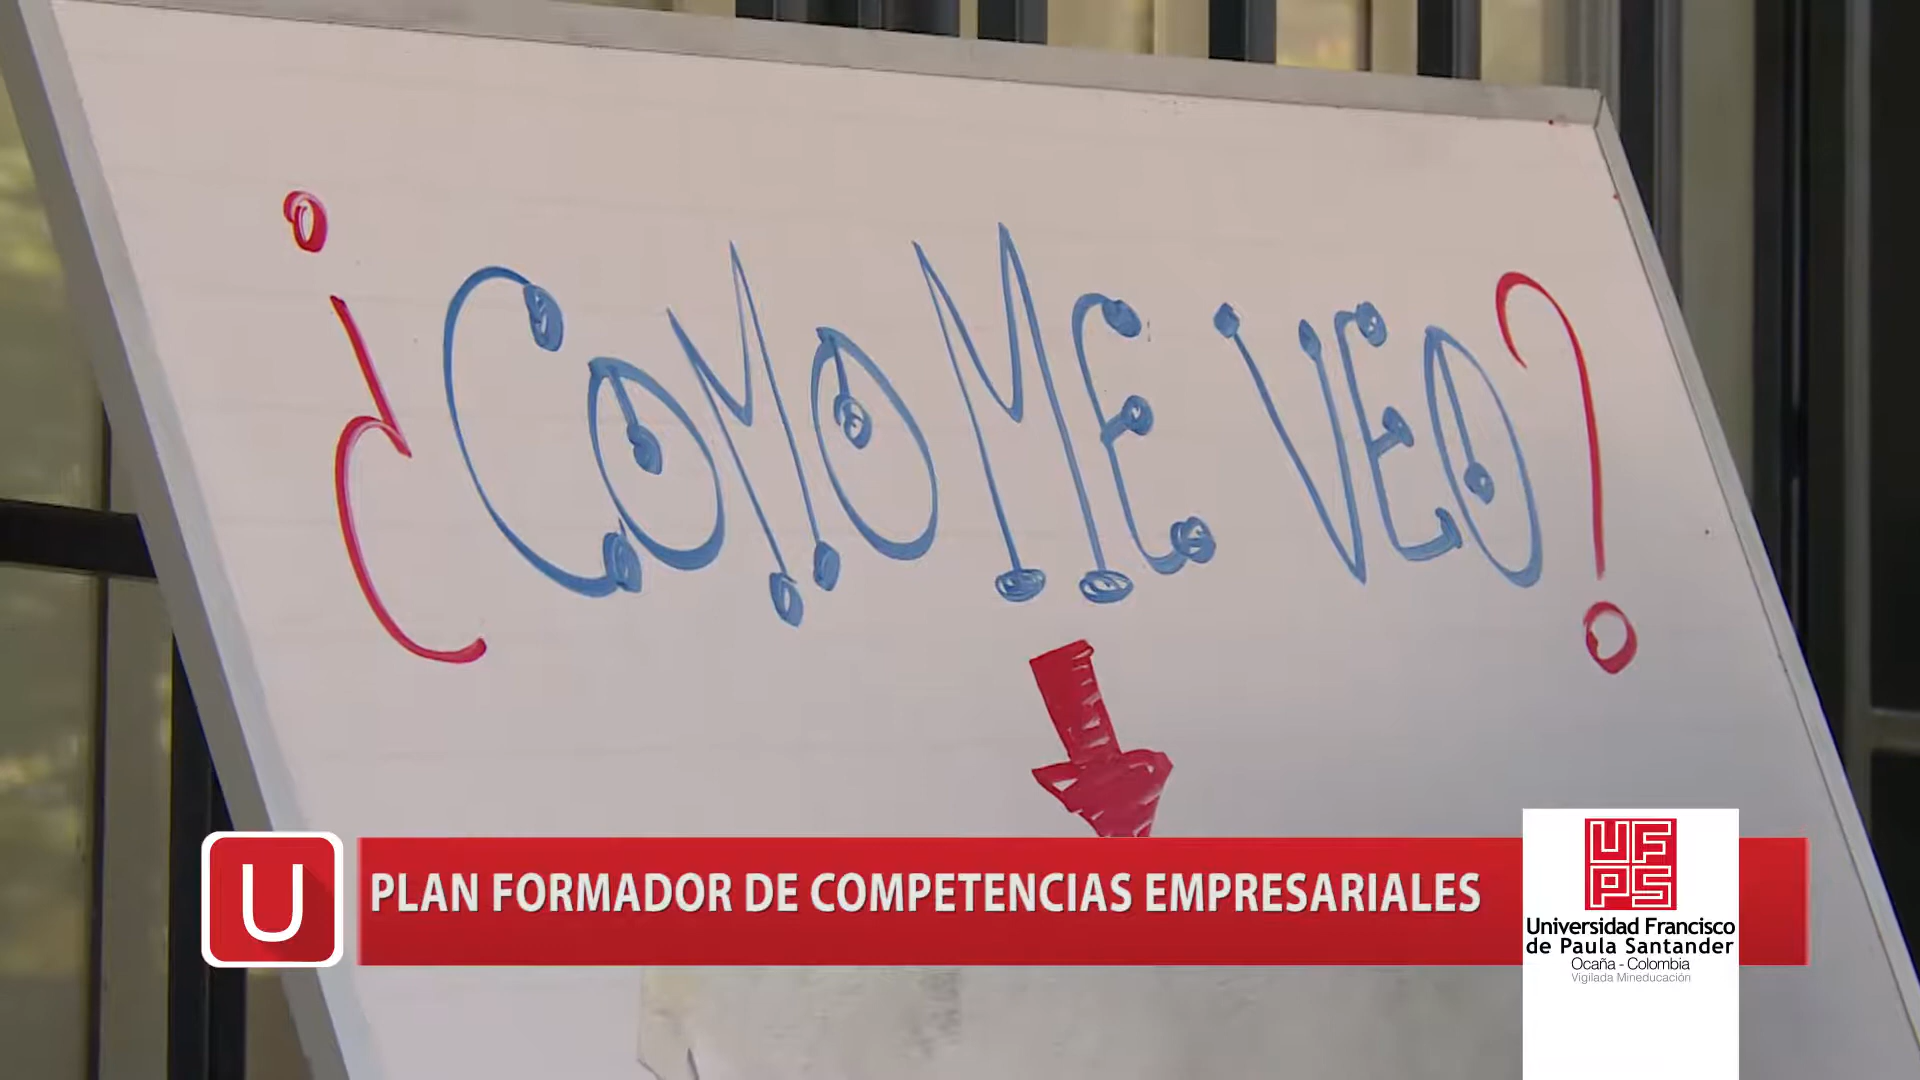 ¿COMO ME VEO?
U
PLAN FORMADOR DE COMPETENCIAS EMPRESARIALES
UFPS
Universidad Francisco
de Paula Santander
Ocaña - Colombia
Vigilada Mineducación